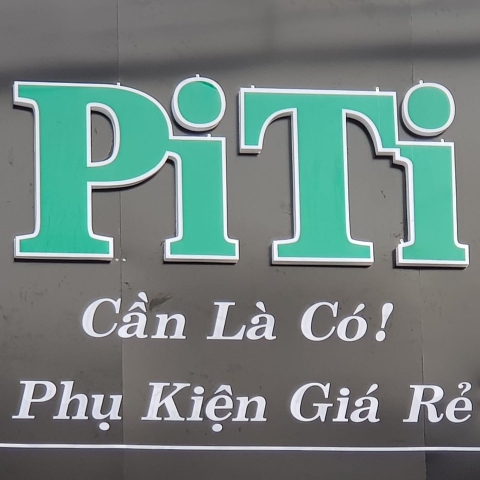 PiTi
Cần Là Có!
Phụ Kiện Giá Rẻ